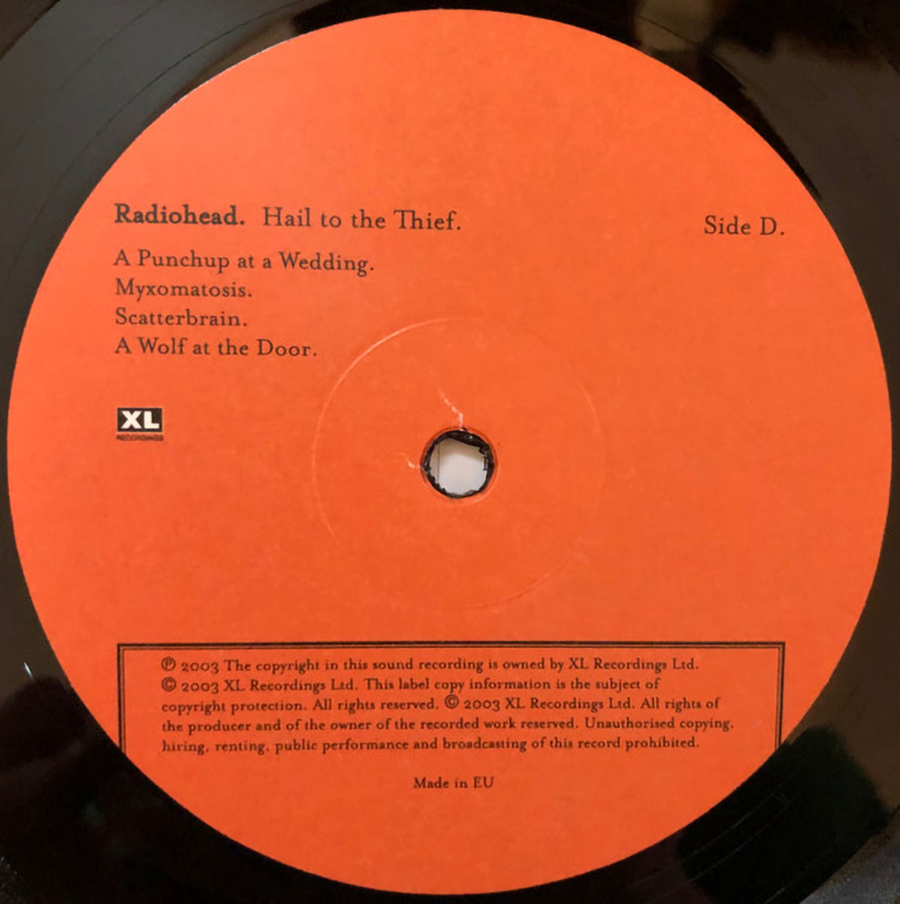 Radiohead. Hail to the Thief.
Side D.
A Punchup at a Wedding.
Myxomatosis.
Scatterbrain.
A Wolf at the Door.
XL
RECORDINGS
℗ 2003 The copyright in this sound recording is owned by XL Recordings Ltd.
© 2003 XL Recordings Ltd. This label copy information is the subject of
copyright protection. All rights reserved. © 2003 XL Recordings Ltd. All rights of
the producer and of the owner of the recorded work reserved. Unauthorised copying,
hiring, renting, public performance and broadcasting of this record prohibited.
Made in EU